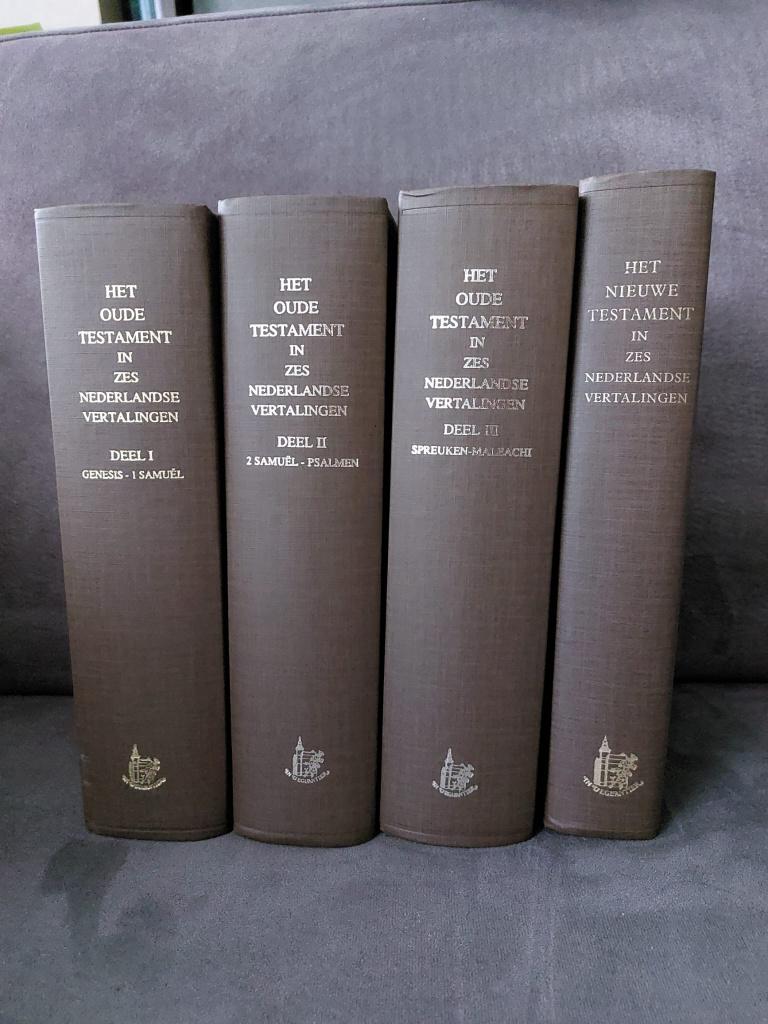 HET
OUDE
TESTAMENT
IN
ZES
NEDERLANDSE
VERTALINGEN
DEEL I
GENESIS - 1 SAMUËL
HET
OUDE
TESTAMENT
IN
ZES
NEDERLANDSE
VERTALINGEN
DEEL II
2 SAMUËL - PSALMEN
HET
OUDE
TESTAMENT
IN
ZES
NEDERLANDSE
VERTALINGEN
DEEL III
SPREUKEN-MALEACHI
HET
NIEUWE
TESTAMENT
IN
ZES
NEDERLANDSE
VERTALINGEN